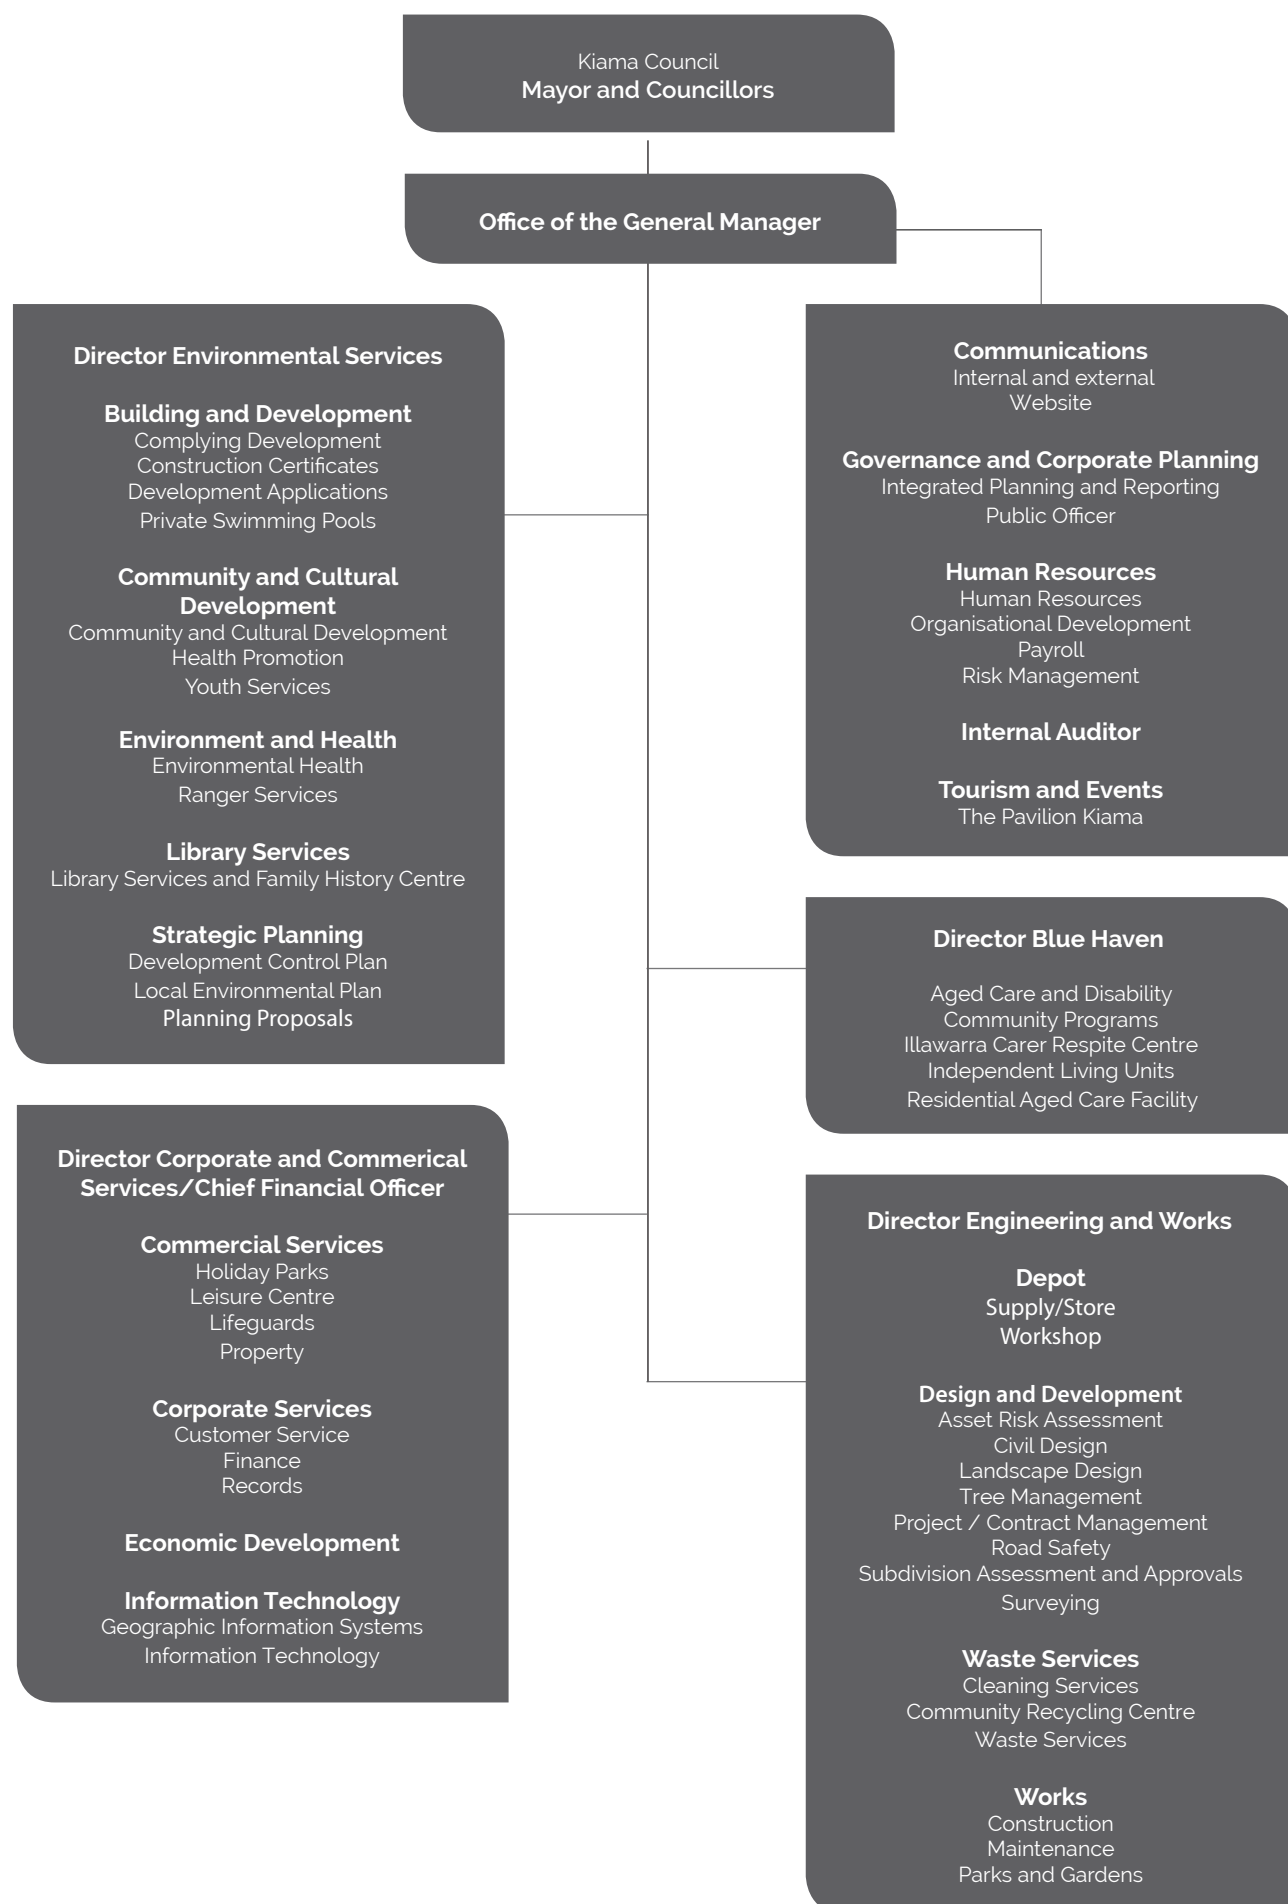 Kiama Council
Mayor and Councillors
Office of the General Manager
Director Environmental Services
Building and Development
Complying Development
Construction Certificates
Development Applications
Private Swimming Pools
Community and Cultural
Development
Community and Cultural Development
Health Promotion
Youth Services
Environment and Health
Environmental Health
Ranger Services
Library Services
Library Services and Family History Centre
Strategic Planning
Development Control Plan
Local Environmental Plan
Planning Proposals
Director Corporate and Commerical
Services/Chief Financial Officer
Commercial Services
Holiday Parks
Leisure Centre
Lifeguards
Property
Corporate Services
Customer Service
Finance
Records
Economic Development
Information Technology
Geographic Information Systems
Information Technology
Communications
Internal and external
Website
Governance and Corporate Planning
Integrated Planning and Reporting
Public Officer
Human Resources
Human Resources
Organisational Development
Payroll
Risk Management
Internal Auditor
Tourism and Events
The Pavilion Kiama
Director Blue Haven
Aged Care and Disability
Community Programs
Illawarra Carer Respite Centre
Independent Living Units
Residential Aged Care Facility
Director Engineering and Works
Depot
Supply/Store
Workshop
Design and Development
Asset Risk Assessment
Civil Design
Landscape Design
Tree Management
Project / Contract Management
Road Safety
Subdivision Assessment and Approvals
Surveying
Waste Services
Cleaning Services
Community Recycling Centre
Waste Services
Works
Construction
Maintenance
Parks and Gardens